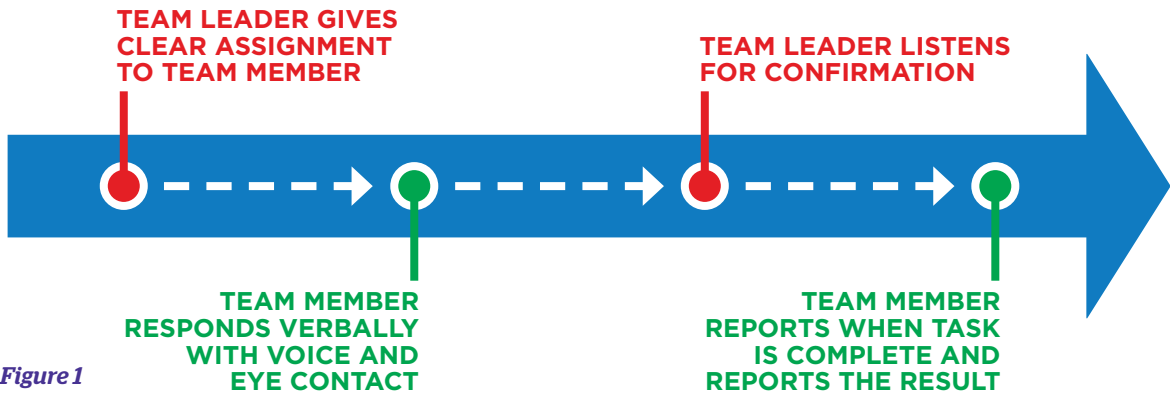 TEAM LEADER GIVES
CLEAR ASSIGNMENT
TO TEAM MEMBER
TEAM MEMBER
RESPONDS VERBALLY
WITH VOICE AND
EYE CONTACT
TEAM LEADER LISTENS
FOR CONFIRMATION
TEAM MEMBER
REPORTS WHEN TASK
IS COMPLETE AND
REPORTS THE RESULT
Figure 1